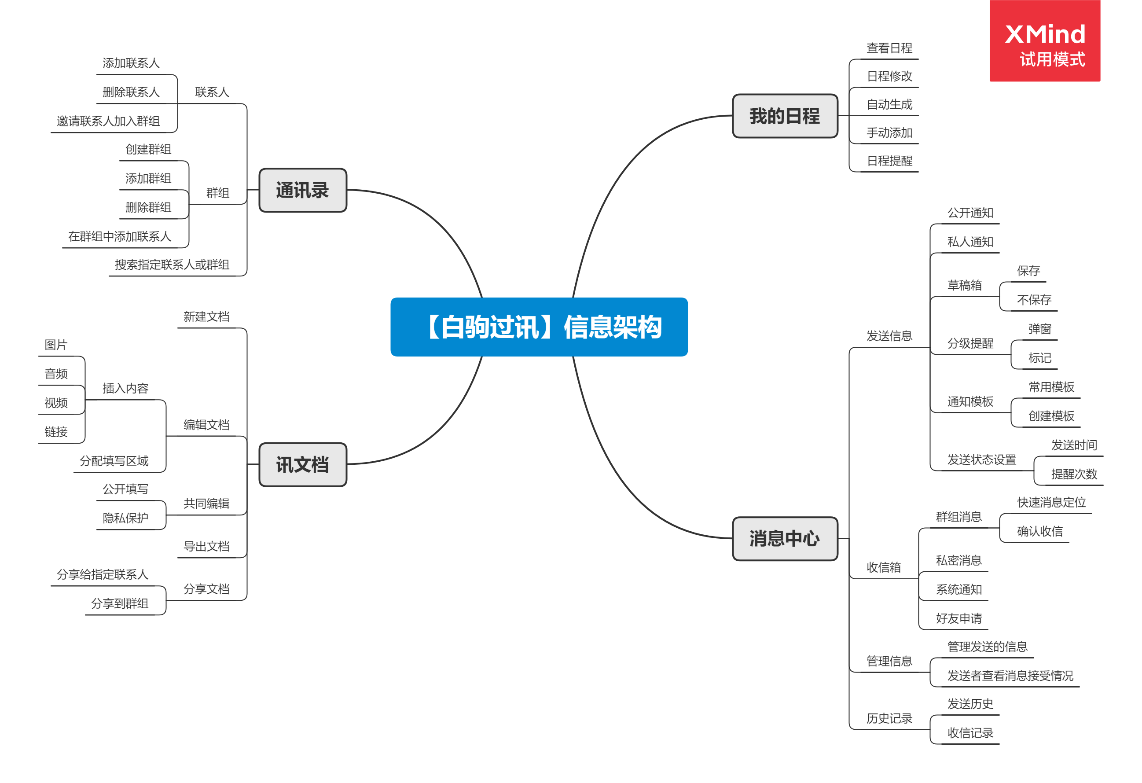 XMind
试用模式
【白驹过讯】信息架构
我的日程
查看日程
日程修改
自动生成
手动添加
日程提醒
消息中心
发送信息
公开通知
私人通知
草稿箱
保存
不保存
分级提醒
弹窗
标记
通知模板
常用模板
创建模板
发送状态设置
发送时间
提醒次数
收信箱
群组消息
快速消息定位
确认收信
私密消息
系统通知
好友申请
管理信息
管理发送的信息
发送者查看消息接受情况
历史记录
发送历史
收信记录
通讯录
联系人
添加联系人
删除联系人
邀请联系人加入群组
群组
创建群组
添加群组
删除群组
在群组中添加联系人
搜索指定联系人或群组
讯文档
新建文档
编辑文档
插入内容
图片
音频
视频
链接
分配填写区域
共同编辑
公开填写
隐私保护
导出文档
分享文档
分享给指定联系人
分享到群组